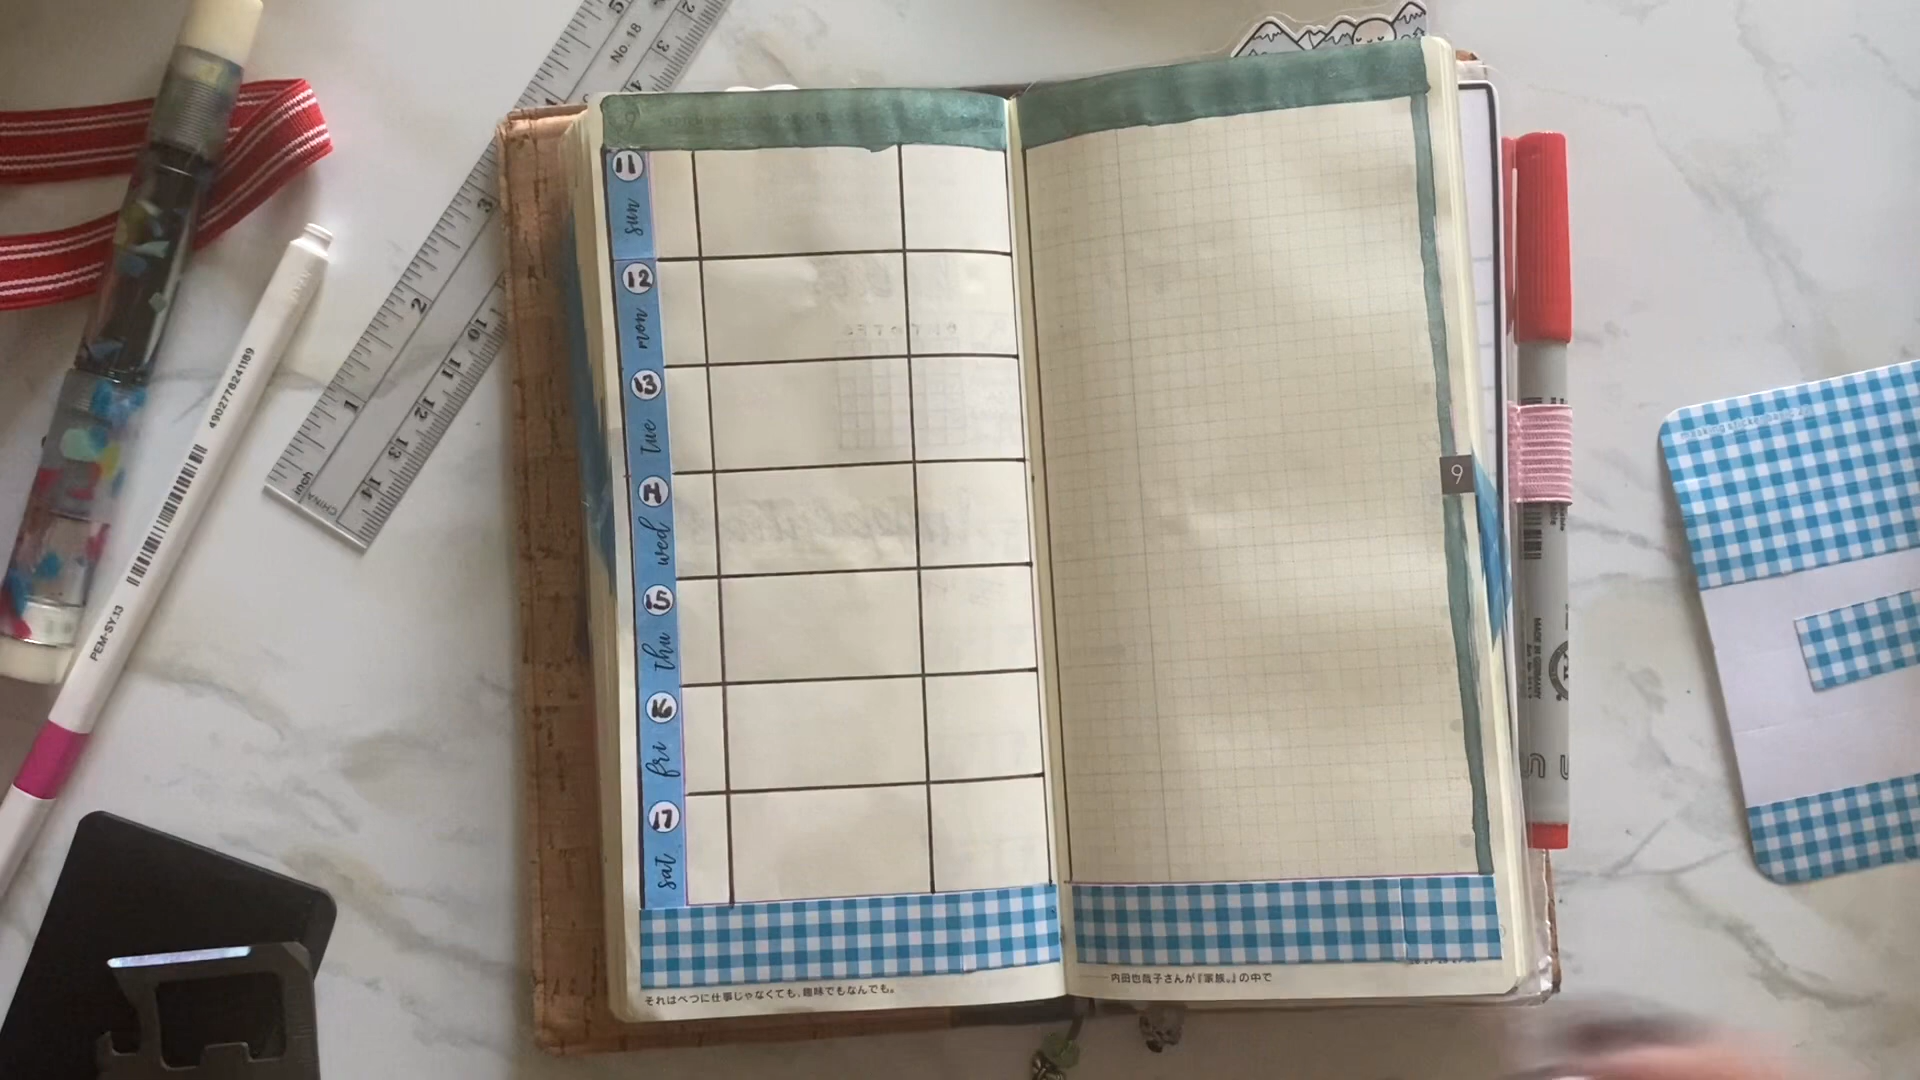 No. 18
inch
CHINA
4902778241189
PEM-SY.13
11
sun
12
mon
13
tue
14
wed
15
thu
16
fri
17
sat
9
それはべつに仕事じゃなくても、趣味でもなんでも。
内田也哉子さんが『家族。』の中で
MADE IN GERMANY